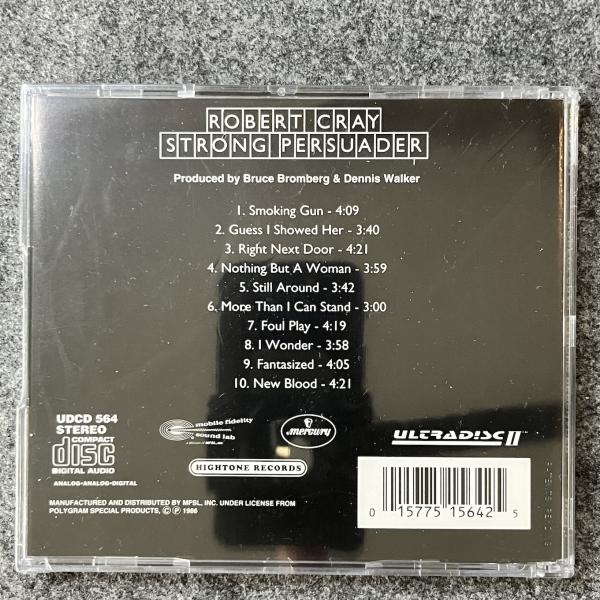 ROBERT CRAY
STRONG PERSUADER
Produced by Bruce Bromberg & Dennis Walker
1. Smoking Gun - 4:09
2. Guess I Showed Her - 3:40
3. Right Next Door - 4:21
4. Nothing But A Woman - 3:59
5. Still Around - 3:42
6. More Than I Can Stand - 3:00
7. Foul Play - 4:19
8. I Wonder - 3:58
9. Fantasized - 4:05
10. New Blood - 4:21
UDCD 564
STEREO
COMPACT
disc
DIGITAL AUDIO
ANALOG-ANALOG-DIGITAL
mobile fidelity
sound lab
a division of MFSL, INC.
mercury
ULTRADISC II
HIGHTONE RECORDS
MANUFACTURED AND DISTRIBUTED BY MFSL, INC. UNDER LICENSE FROM
POLYGRAM SPECIAL PRODUCTS, © ℗ 1986
0 15775 15642 5